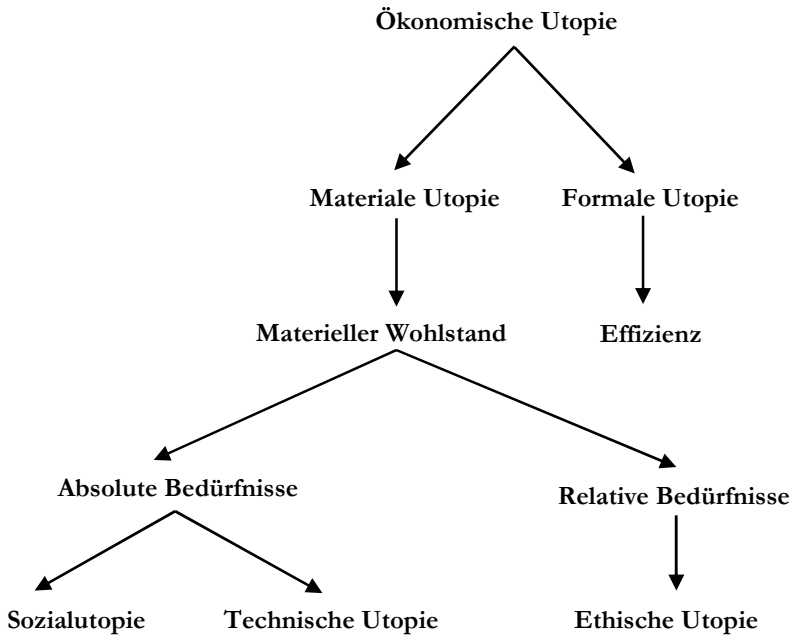 Ökonomische Utopie
Materiale Utopie
Formale Utopie
Materieller Wohlstand
Effizienz
Absolute Bedürfnisse
Relative Bedürfnisse
Sozialutopie
Technische Utopie
Ethische Utopie